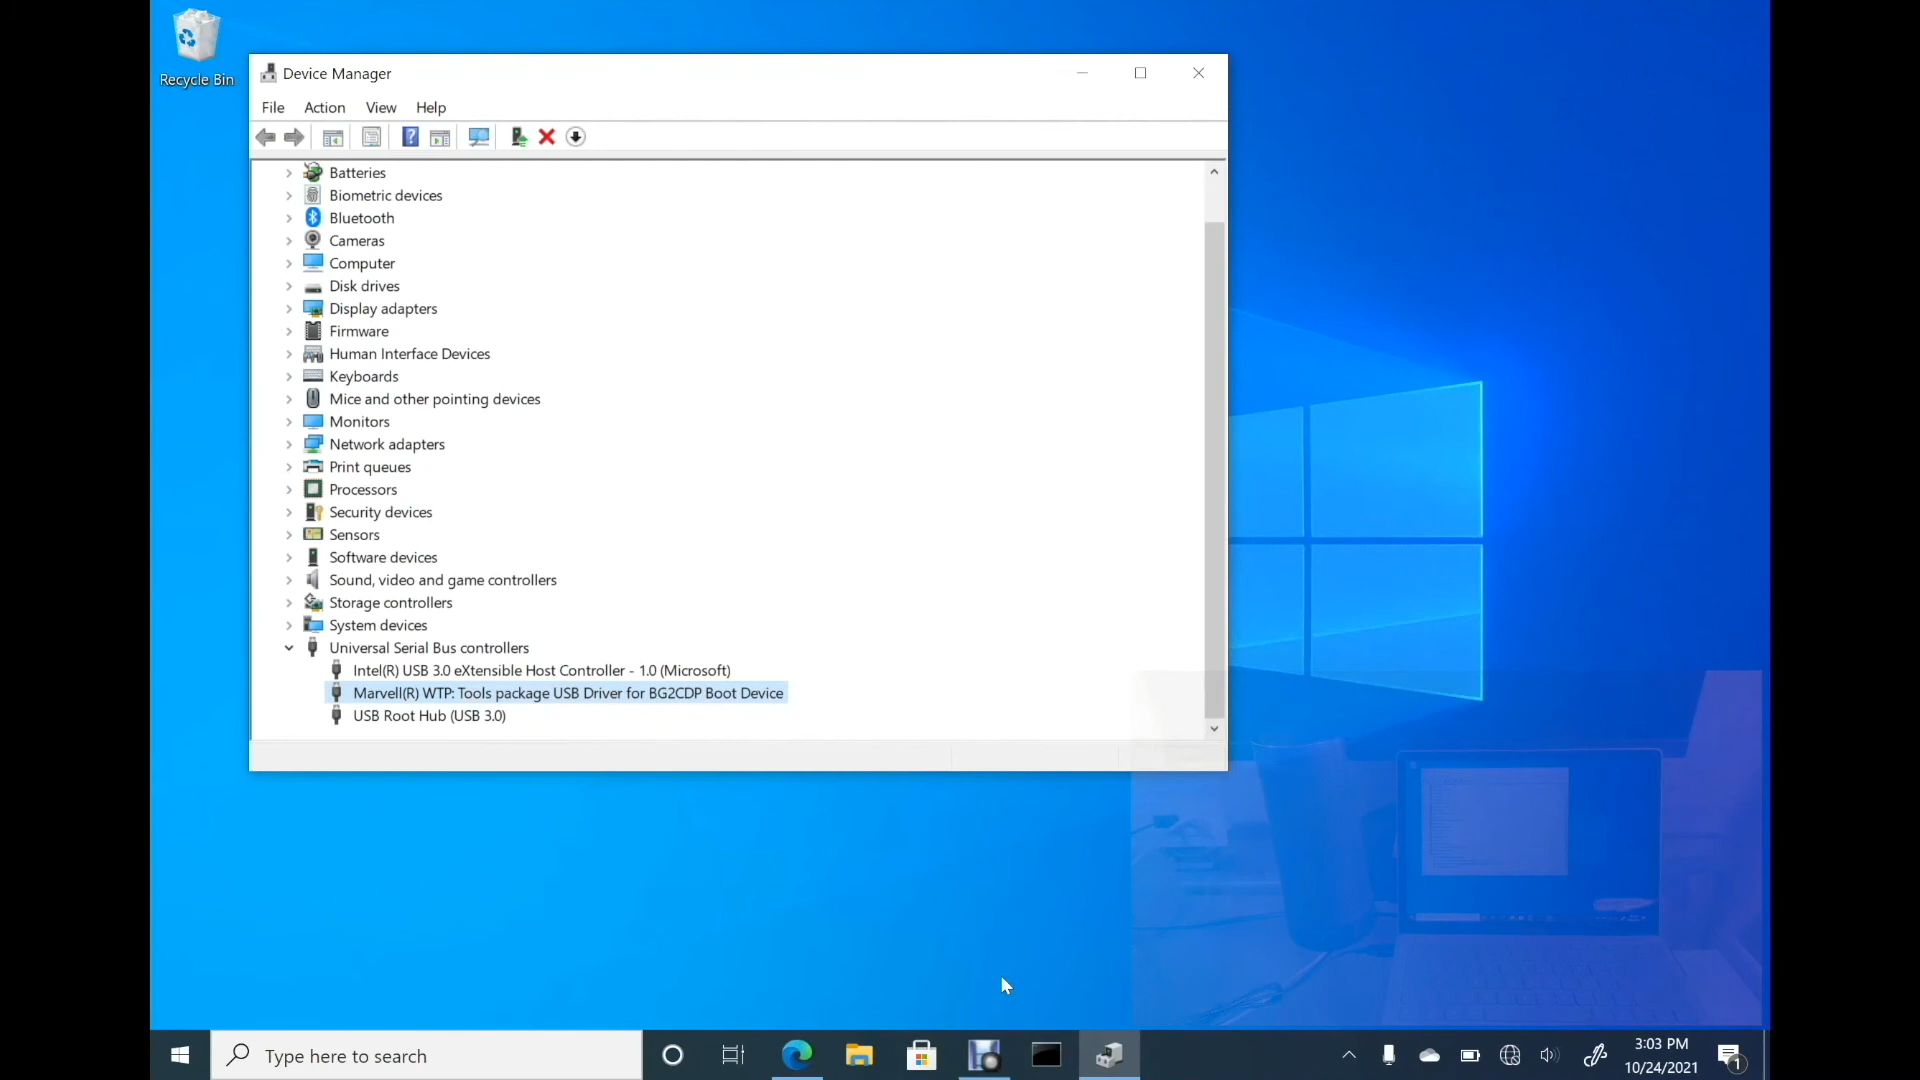 Recycle Bin
Device Manager
File Action View Help
Batteries
Biometric devices
Bluetooth
Cameras
Computer
Disk drives
Display adapters
Firmware
Human Interface Devices
Keyboards
Mice and other pointing devices
Monitors
Network adapters
Print queues
Processors
Security devices
Sensors
Software devices
Sound, video and game controllers
Storage controllers
System devices
Universal Serial Bus controllers
Intel(R) USB 3.0 eXtensible Host Controller - 1.0 (Microsoft)
Marvell(R) WTP: Tools package USB Driver for BG2CDP Boot Device
USB Root Hub (USB 3.0)
Type here to search
3:03 PM
10/24/2021
1